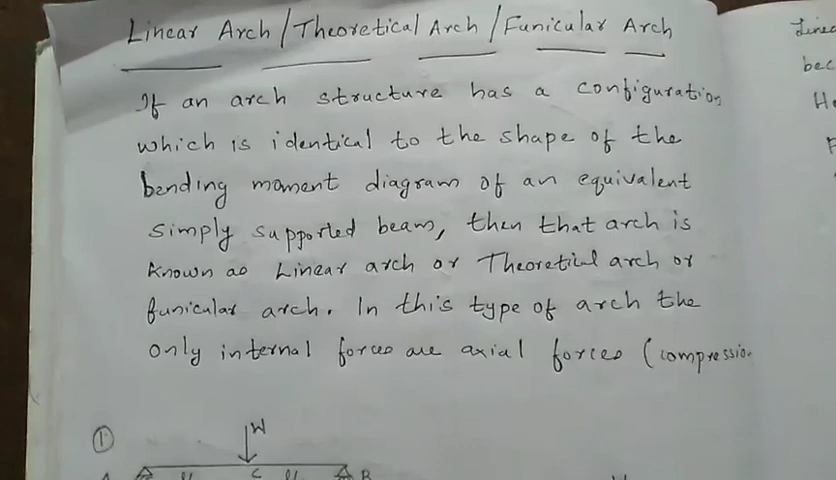 Linear Arch / Theoretical Arch / Funicular Arch
If an arch structure has a configuration
which is identical to the shape of the
bending moment diagram of an equivalent
simply supported beam, then that arch is
known as Linear arch or Theoretical arch or
funicular arch. In this type of arch the
only internal forces are axial forces (compression
① W
C B
bec